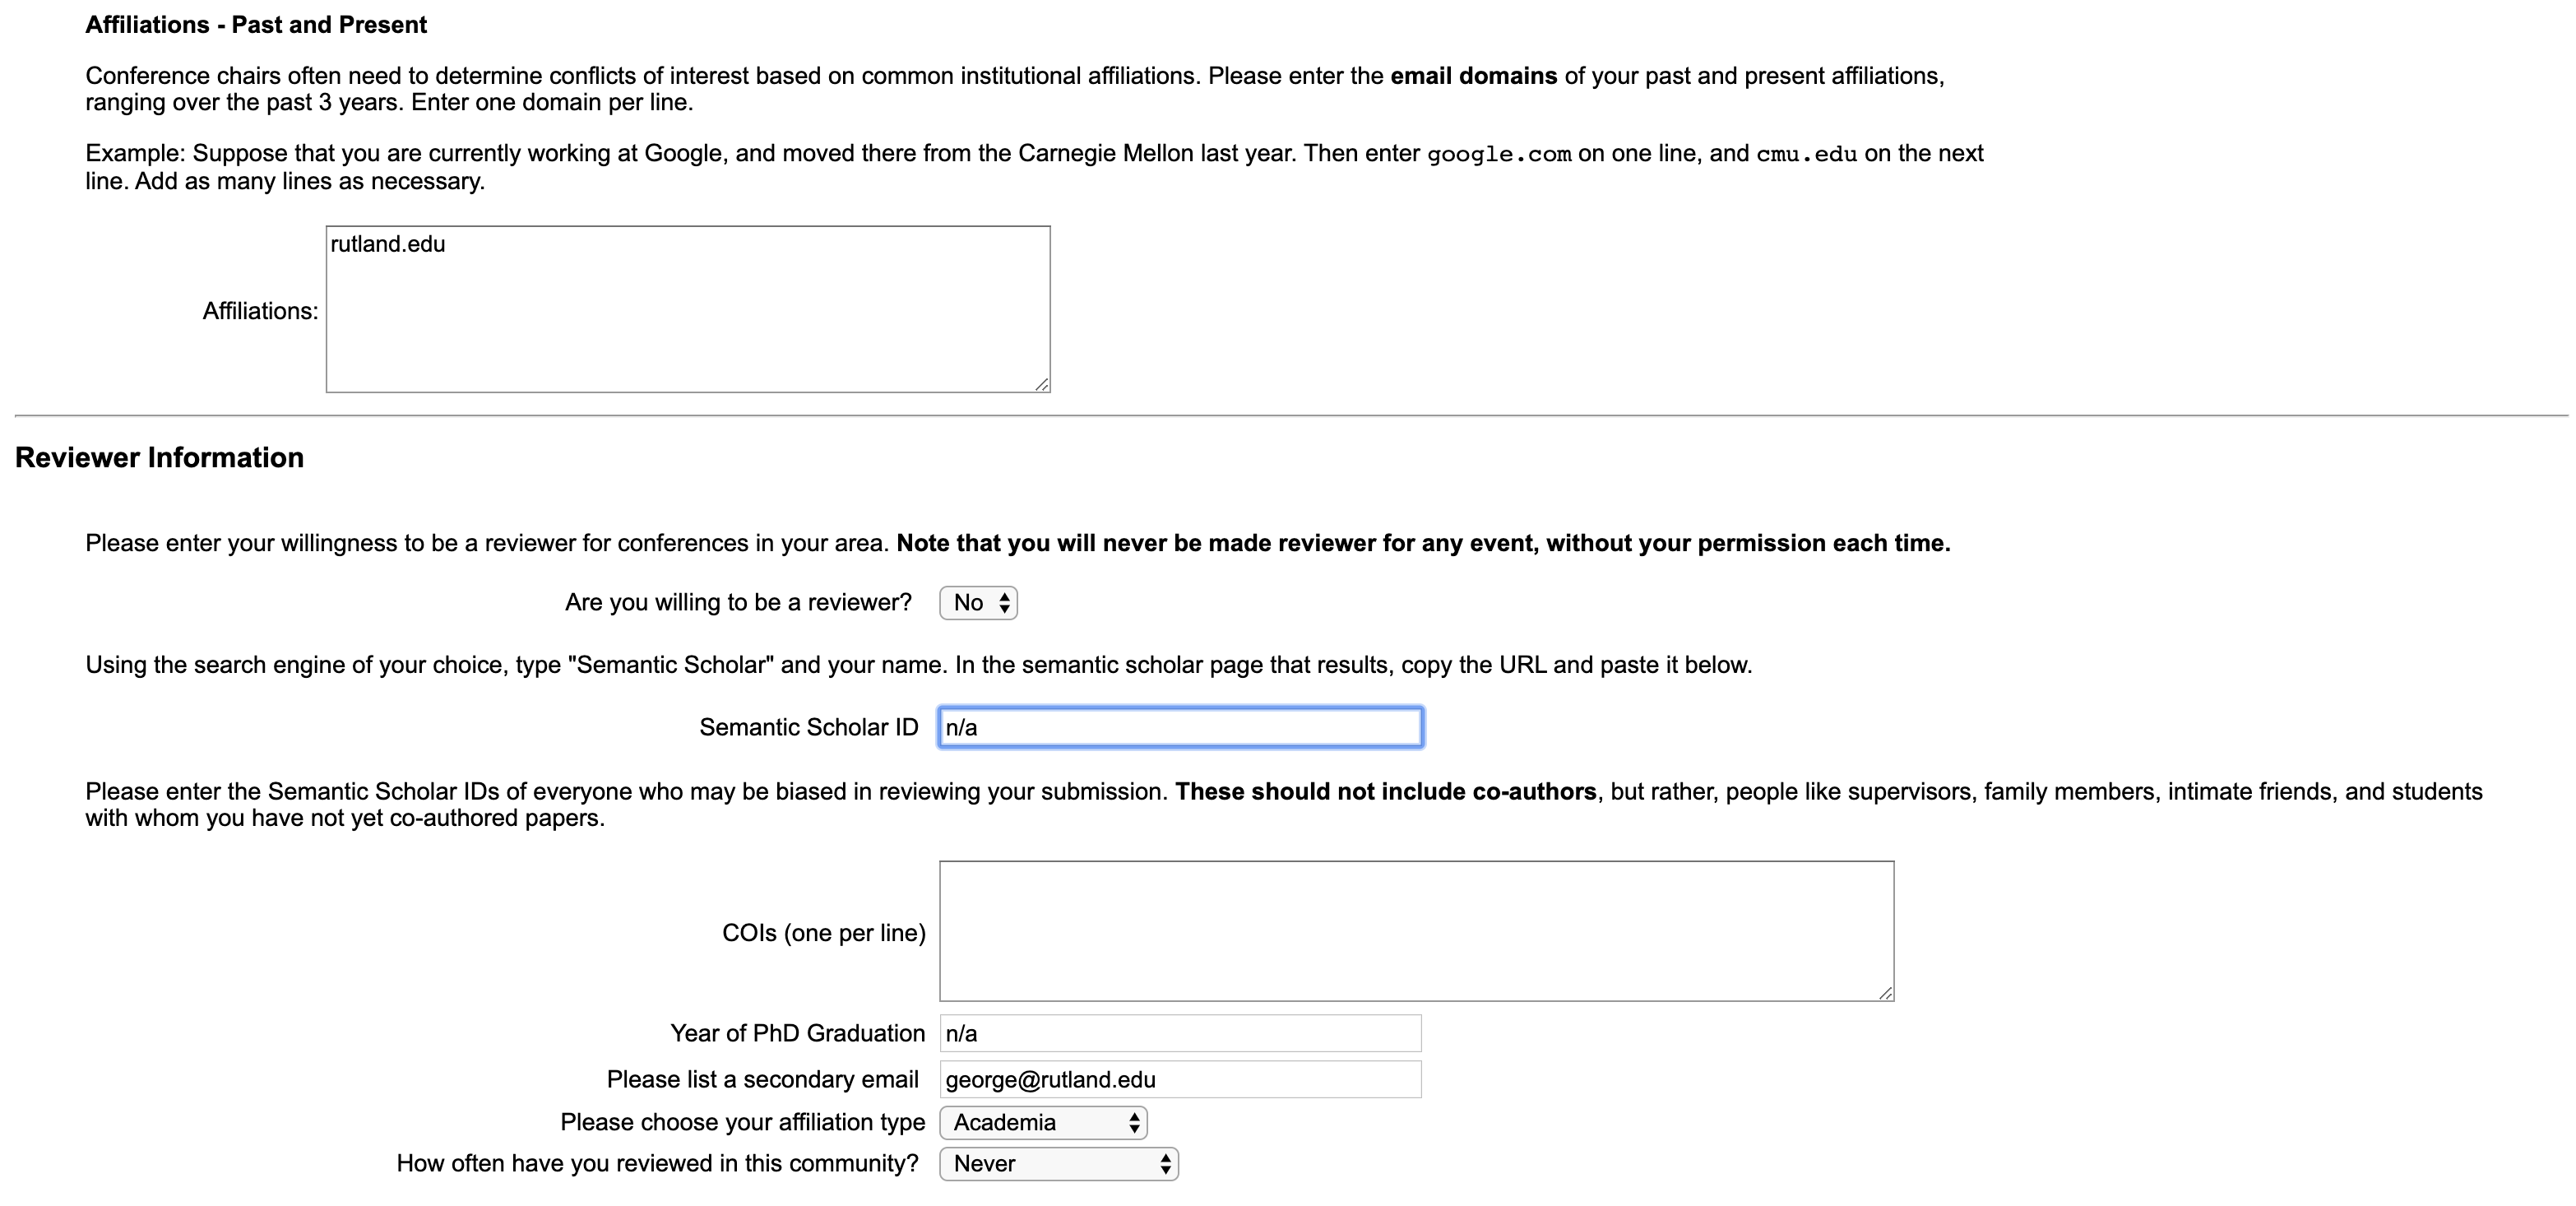 Affiliations - Past and Present
Conference chairs often need to determine conflicts of interest based on common institutional affiliations. Please enter the email domains of your past and present affiliations,
ranging over the past 3 years. Enter one domain per line.
Example: Suppose that you are currently working at Google, and moved there from the Carnegie Mellon last year. Then enter google.com on one line, and cmu.edu on the next
line. Add as many lines as necessary.
rutland.edu
Affiliations:
Reviewer Information
Please enter your willingness to be a reviewer for conferences in your area. Note that you will never be made reviewer for any event, without your permission each time.
Are you willing to be a reviewer? No
Using the search engine of your choice, type "Semantic Scholar" and your name. In the semantic scholar page that results, copy the URL and paste it below.
Semantic Scholar ID n/a
Please enter the Semantic Scholar IDs of everyone who may be biased in reviewing your submission. These should not include co-authors, but rather, people like supervisors, family members, intimate friends, and students
with whom you have not yet co-authored papers.
COIs (one per line)
Year of PhD Graduation n/a
Please list a secondary email george@rutland.edu
Please choose your affiliation type Academia
How often have you reviewed in this community? Never